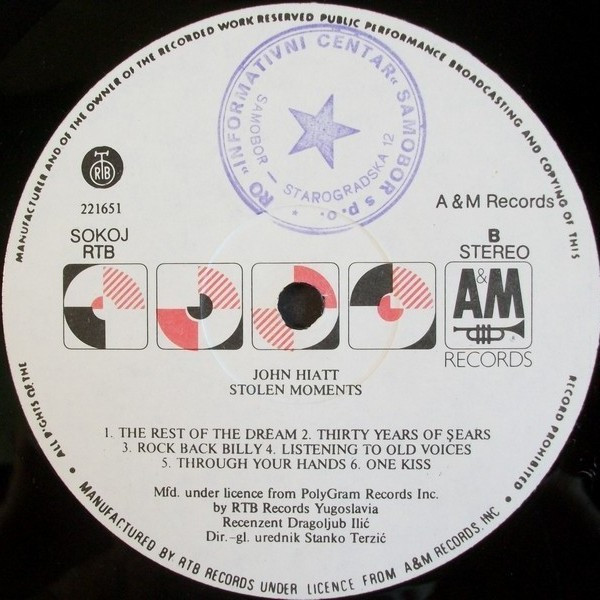 MANUFACTURER AND OF THE OWNER OF THE RECORDED WORK RESERVED PUBLIC PERFORMANCE BROADCASTING AND COPYING OF THIS
RO "INFORMATIVNI CENTAR" SAMOBOR s p.o.
SAMOBOR — STAROGRADSKA 12
RTB
221651
A & M Records
SOKOJ
RTB
B
STEREO
A&M
RECORDS
JOHN HIATT
STOLEN MOMENTS
1. THE REST OF THE DREAM 2. THIRTY YEARS OF ȘEARS
3. ROCK BACK BILLY 4. LISTENING TO OLD VOICES
5. THROUGH YOUR HANDS 6. ONE KISS
Mfd. under licence from PolyGram Records Inc.
by RTB Records Yugoslavia
Recenzent Dragoljub Ilić
Dir.-gl. urednik Stanko Terzić
RECORD PROHIBITED •
• MANUFACTURED BY RTB RECORDS UNDER LICENCE FROM A&M RECORDS. INC •
• ALL RIGHTS OF THE